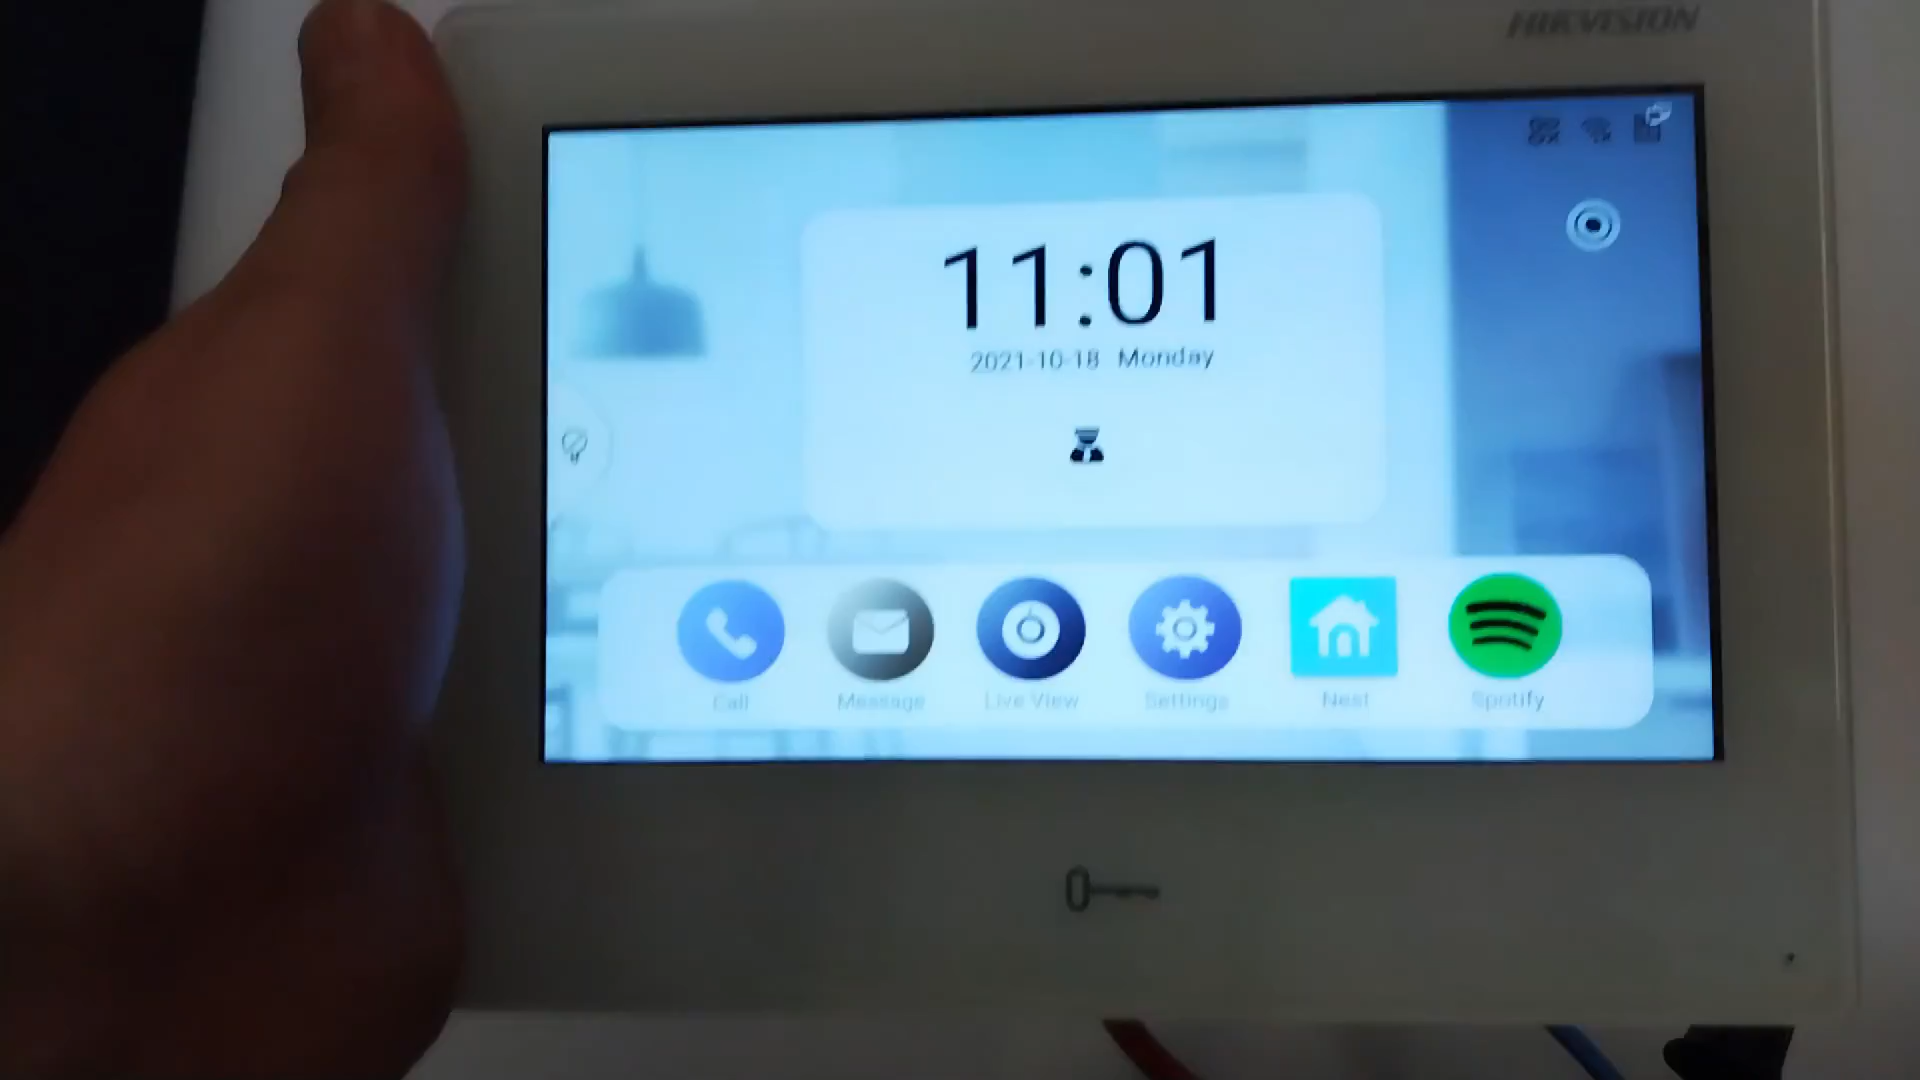 HIKVISION
11:01
2021-10-18 Monday
Call
Message
Live View
Settings
Nest
Spotify